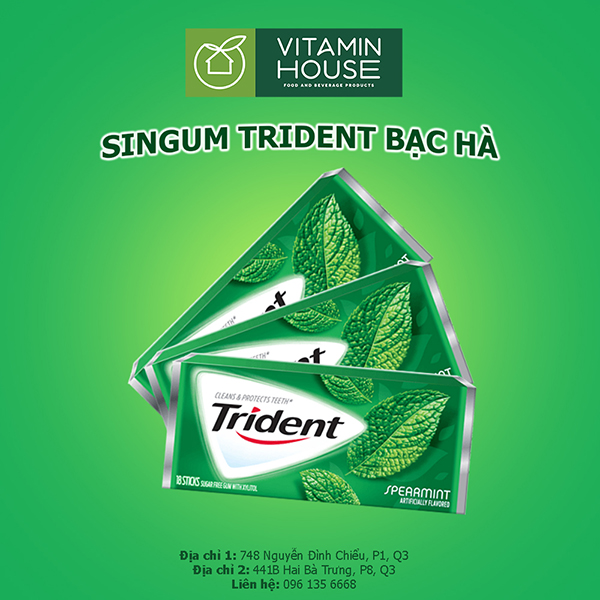 VITAMIN
HOUSE
FOOD AND BEVERAGE PRODUCTS
SINGUM TRIDENT BẠC HÀ
CLEANS & PROTECTS TEETH*
Trident
18 STICKS SUGAR FREE GUM WITH XYLITOL
SPEARMINT
ARTIFICIALLY FLAVORED
Địa chỉ 1: 748 Nguyễn Đình Chiểu, P1, Q3
Địa chỉ 2: 441B Hai Bà Trưng, P8, Q3
Liên hệ: 096 135 6668